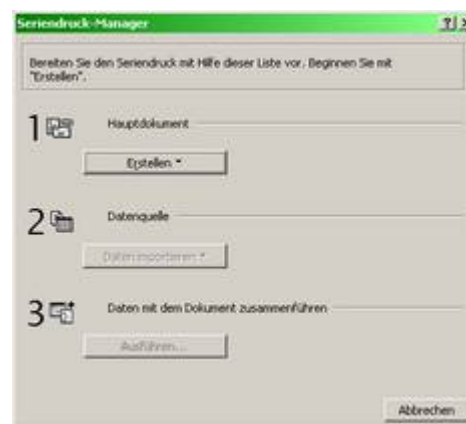 Seriendruck-Manager
Bereiten Sie den Seriendruck mit Hilfe dieser Liste vor. Beginnen Sie mit
"Erstellen".
1 Hauptdokument
Erstellen
2 Datenquelle
Daten importieren
3 Daten mit dem Dokument zusammenführen
Ausführen...
Abbrechen